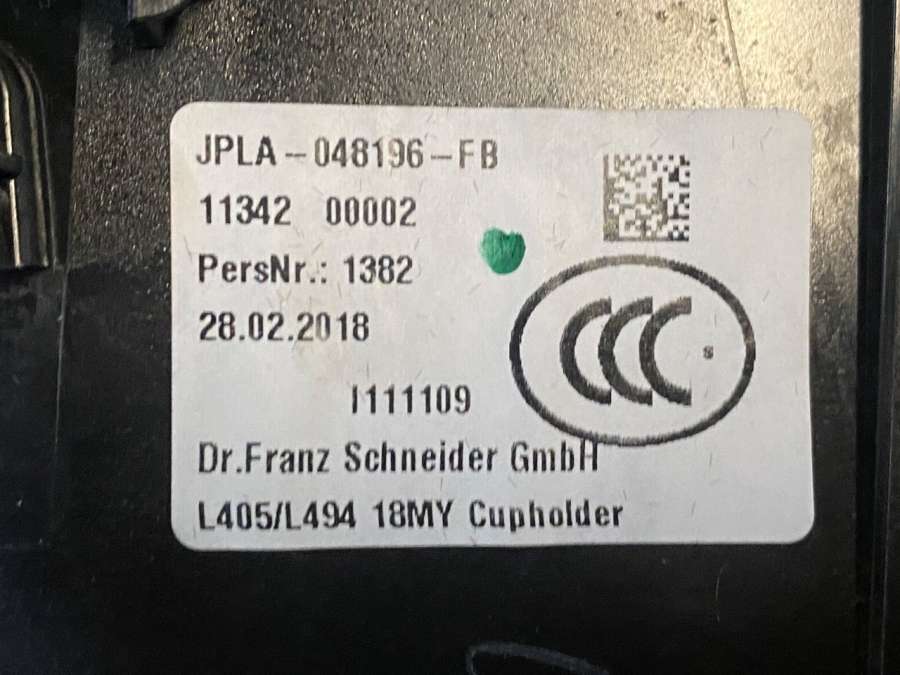 JPLA-048196-FB
11342 00002
PersNr.: 1382
28.02.2018
CCC S
I111109
Dr.Franz Schneider GmbH
L405/L494 18MY Cupholder